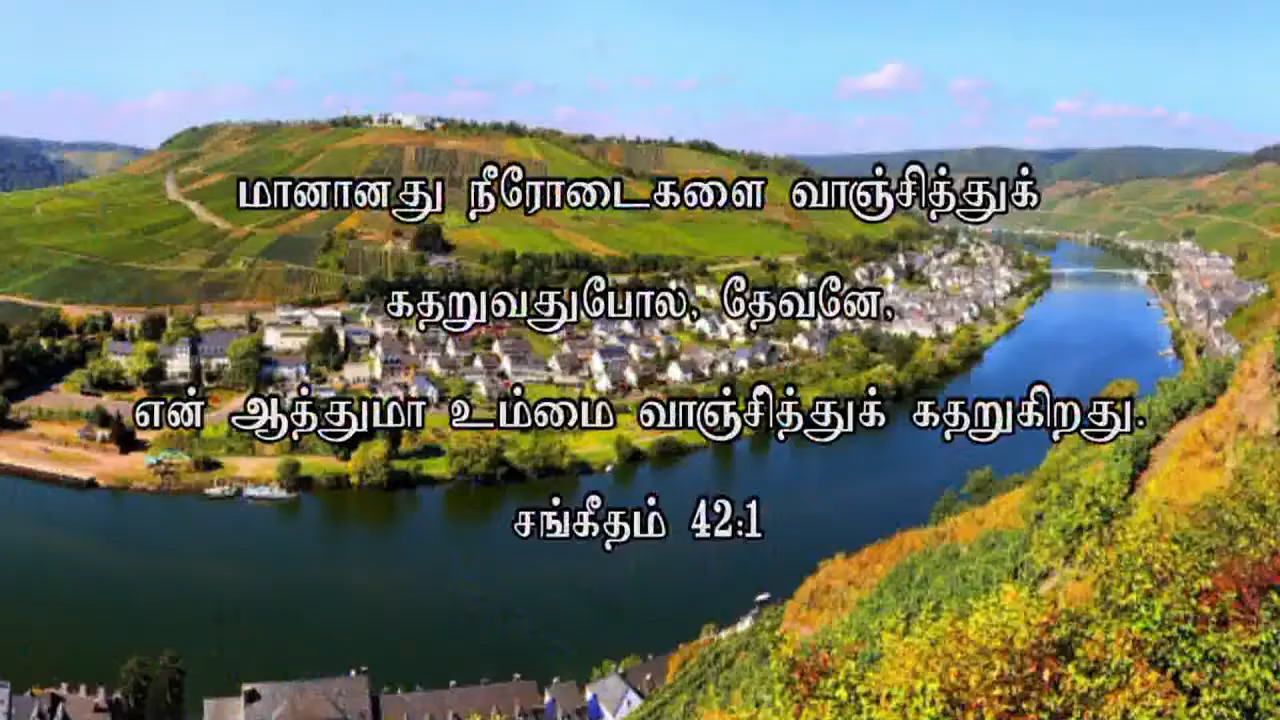 மானானது நீரோடைகளை வாஞ்சித்துக்
கதறுவதுபோல, தேவனே,
என் ஆத்துமா உம்மை வாஞ்சித்துக் கதறுகிறது.
சங்கீதம் 42:1